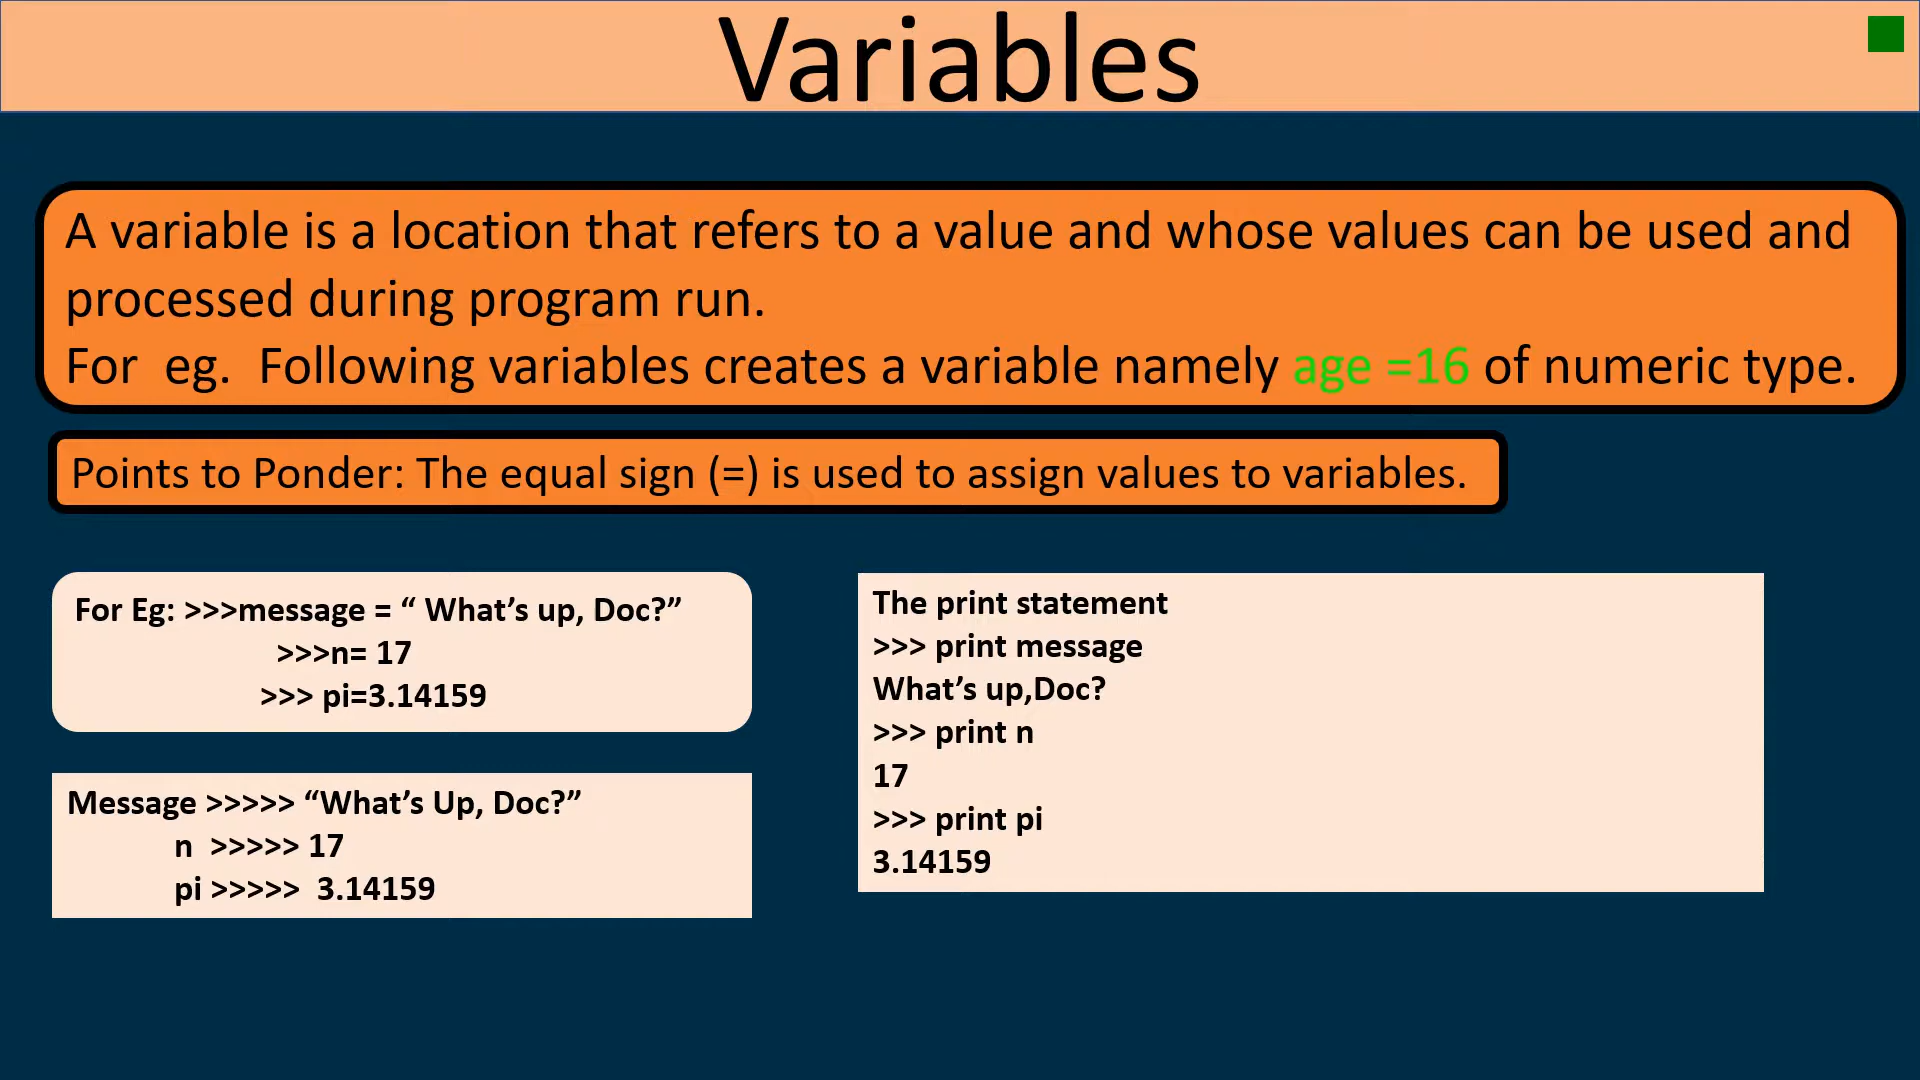 Variables
A variable is a location that refers to a value and whose values can be used and
processed during program run.
For  eg.  Following variables creates a variable namely age =16 of numeric type.
Points to Ponder: The equal sign (=) is used to assign values to variables.
For Eg: >>>message = “ What’s up, Doc?”
>>>n= 17
>>> pi=3.14159
Message >>>>> “What’s Up, Doc?”
n  >>>>> 17
pi >>>>>  3.14159
The print statement
>>> print message
What’s up,Doc?
>>> print n
17
>>> print pi
3.14159